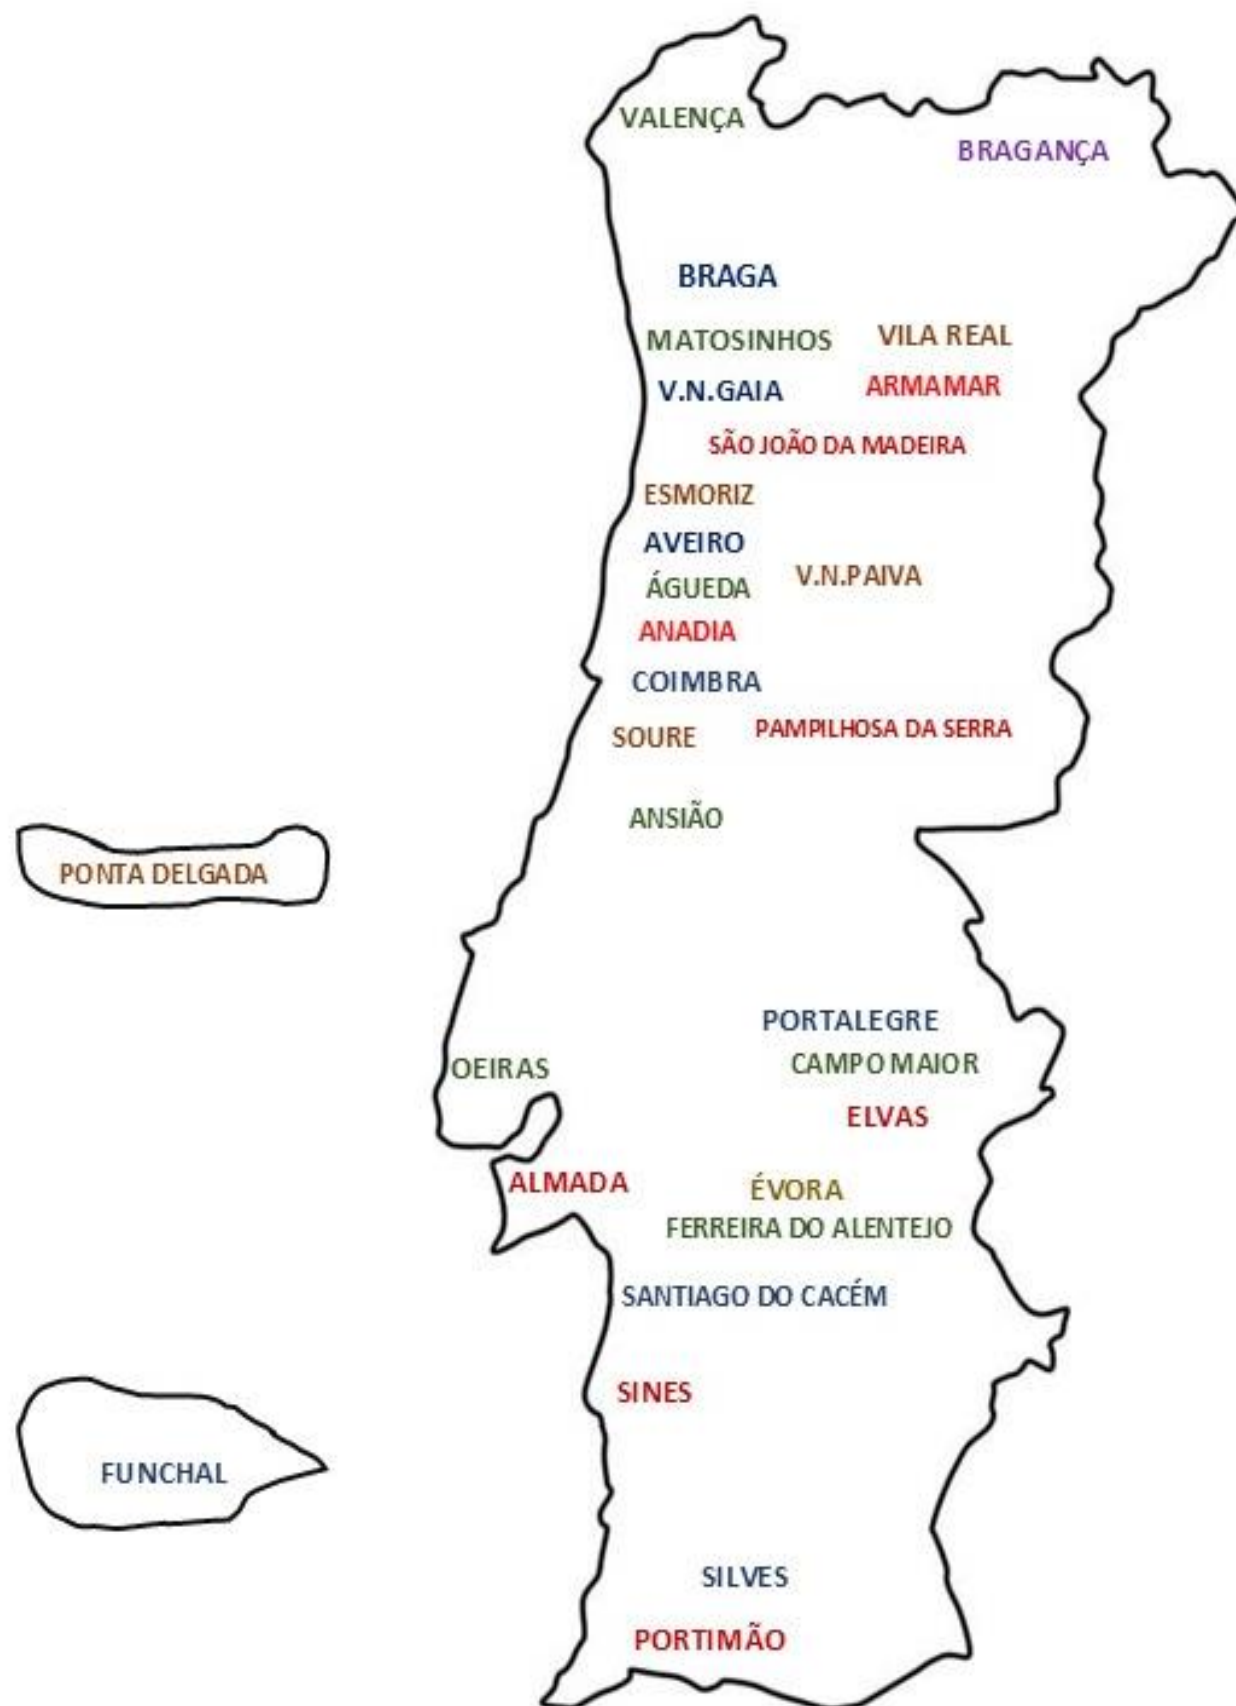 VALENÇA
BRAGANÇA
BRAGA
MATOSINHOS
VILA REAL
V.N.GAIA
ARMAMAR
SÃO JOÃO DA MADEIRA
ESMORIZ
AVEIRO
V.N.PAIVA
ÁGUEDA
ANADIA
COIMBRA
SOURE
PAMPILHOSA DA SERRA
ANSIÃO
PONTA DELGADA
PORTALEGRE
OEIRAS
CAMPO MAIOR
ELVAS
ALMADA
ÉVORA
FERREIRA DO ALENTEJO
SANTIAGO DO CACÉM
SINES
FUNCHAL
SILVES
PORTIMÃO